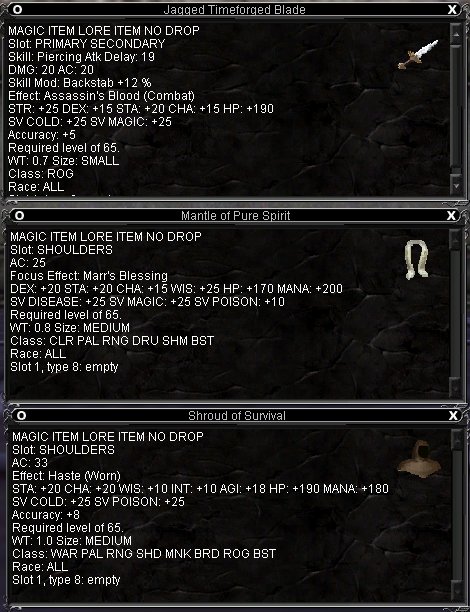 O Jagged Timeforged Blade X
MAGIC ITEM LORE ITEM NO DROP
Slot: PRIMARY SECONDARY
Skill: Piercing Atk Delay: 19
DMG: 20 AC: 20
Skill Mod: Backstab +12 %
Effect: Assassin's Blood (Combat)
STR: +25 DEX: +15 STA: +20 CHA: +15 HP: +190
SV COLD: +25 SV MAGIC: +25
Accuracy: +5
Required level of 65.
WT: 0.7 Size: SMALL
Class: ROG
Race: ALL
O Mantle of Pure Spirit X
MAGIC ITEM LORE ITEM NO DROP
Slot: SHOULDERS
AC: 25
Focus Effect: Marr's Blessing
DEX: +20 STA: +20 CHA: +15 WIS: +25 HP: +170 MANA: +200
SV DISEASE: +25 SV MAGIC: +25 SV POISON: +10
Required level of 65.
WT: 0.8 Size: MEDIUM
Class: CLR PAL RNG DRU SHM BST
Race: ALL
Slot 1, type 8: empty
O Shroud of Survival X
MAGIC ITEM LORE ITEM NO DROP
Slot: SHOULDERS
AC: 33
Effect: Haste (Worn)
STA: +20 CHA: +20 WIS: +10 INT: +10 AGI: +18 HP: +190 MANA: +180
SV COLD: +25 SV POISON: +25
Accuracy: +8
Required level of 65.
WT: 1.0 Size: MEDIUM
Class: WAR PAL RNG SHD MNK BRD ROG BST
Race: ALL
Slot 1, type 8: empty